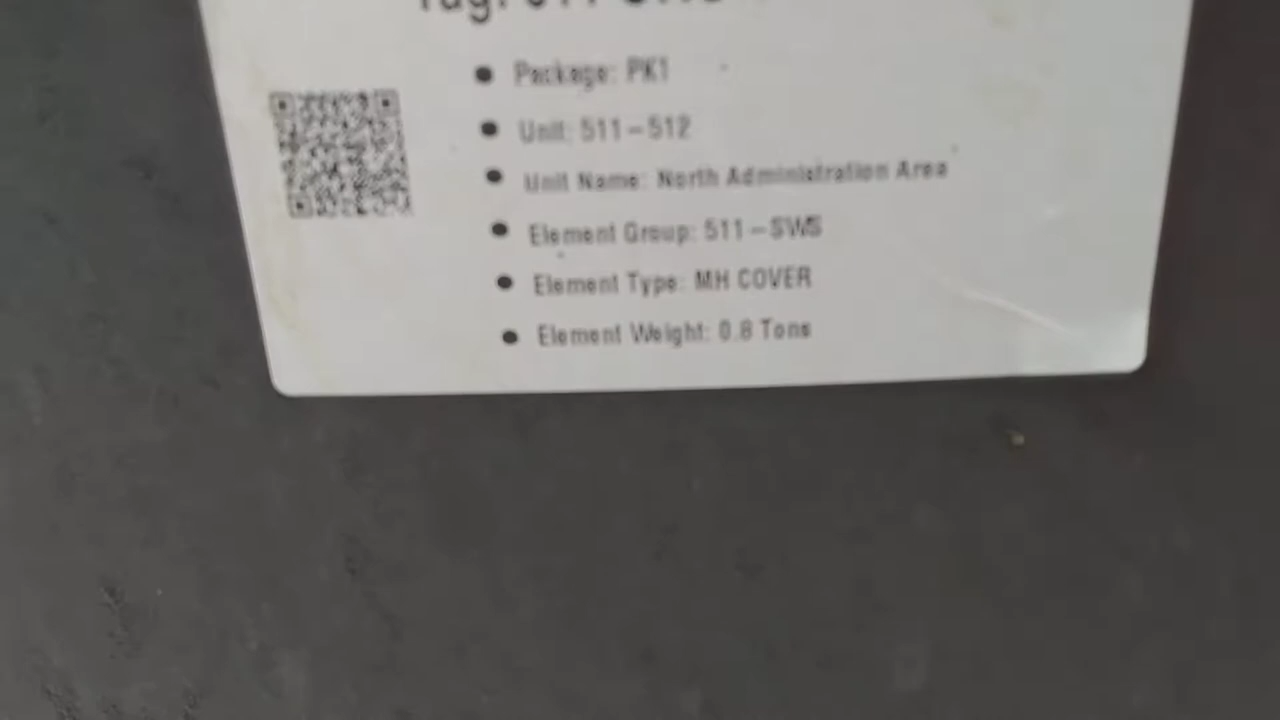 Package: PK1
Unit: 511-512
Unit Name: North Administration Area
Element Group: 511-SWS
Element Type: MH COVER
Element Weight: 0.8 Tons